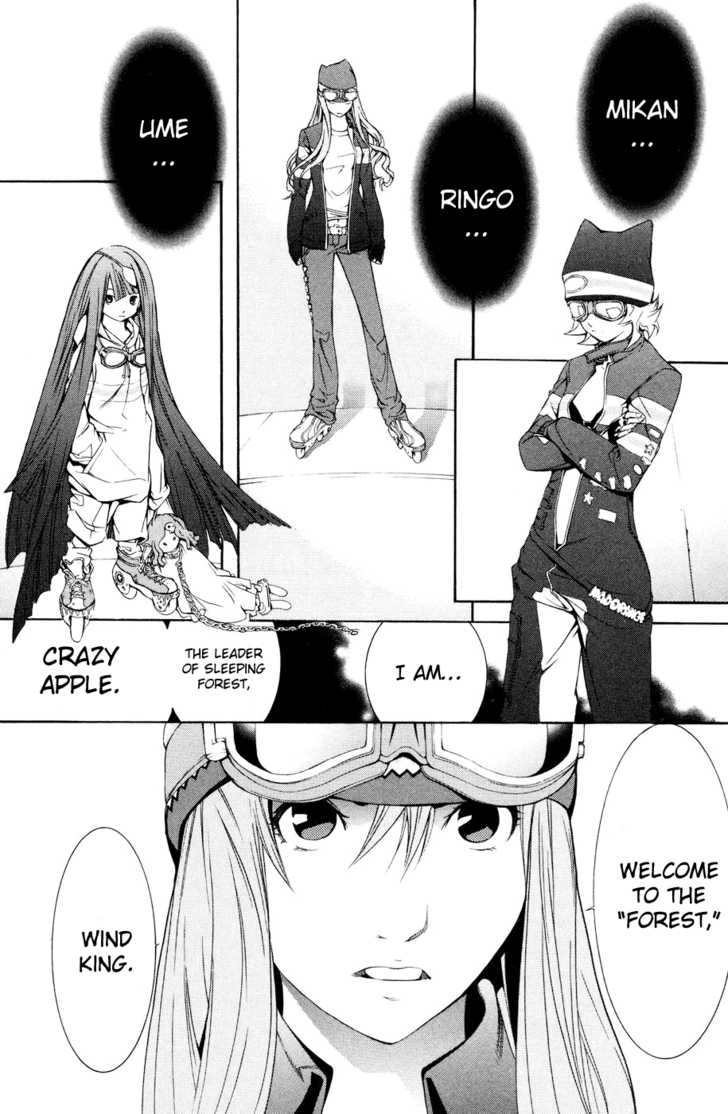 MIKAN
...
RINGO
...
UME
...
I AM...
THE LEADER
OF SLEEPING
FOREST,
CRAZY
APPLE.
WELCOME
TO THE
"FOREST,"
WIND
KING.